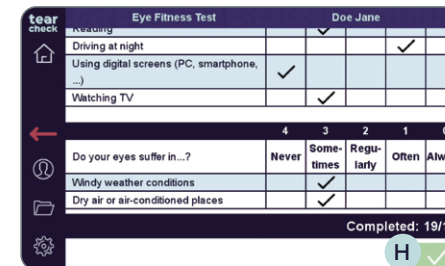 tear
check
Eye Fitness Test
Doe Jane
Reading
Driving at night
Using digital screens (PC, smartphone,
...)
Watching TV
4 3 2 1
Do your eyes suffer in...?
Never
Some-
times
Regu-
larly
Often
Windy weather conditions
Dry air or air-conditioned places
Completed:
H